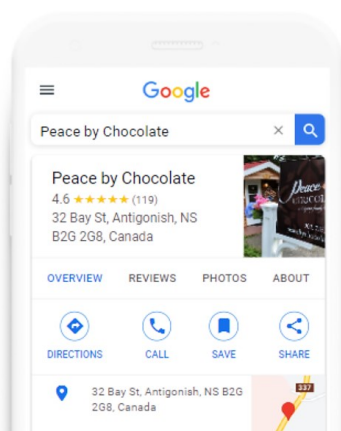 Google
Peace by Chocolate
Peace by Chocolate
4.6 ★★★★★ (119)
32 Bay St, Antigonish, NS
B2G 2G8, Canada
Peace
OVERVIEW REVIEWS PHOTOS ABOUT
DIRECTIONS CALL SAVE SHARE
32 Bay St, Antigonish, NS B2G
2G8, Canada
337